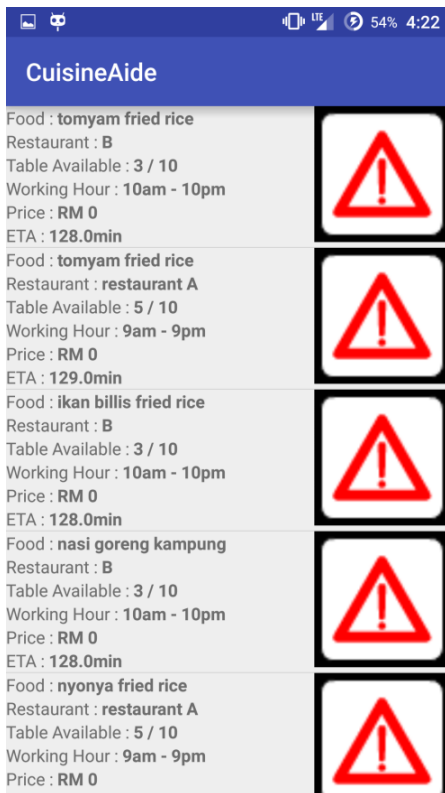 LTE 54% 4:22
CuisineAide
Food : tomyam fried rice
Restaurant : B
Table Available : 3 / 10
Working Hour : 10am - 10pm
Price : RM 0
ETA : 128.0min
Food : tomyam fried rice
Restaurant : restaurant A
Table Available : 5 / 10
Working Hour : 9am - 9pm
Price : RM 0
ETA : 129.0min
Food : ikan billis fried rice
Restaurant : B
Table Available : 3 / 10
Working Hour : 10am - 10pm
Price : RM 0
ETA : 128.0min
Food : nasi goreng kampung
Restaurant : B
Table Available : 3 / 10
Working Hour : 10am - 10pm
Price : RM 0
ETA : 128.0min
Food : nyonya fried rice
Restaurant : restaurant A
Table Available : 5 / 10
Working Hour : 9am - 9pm
Price : RM 0